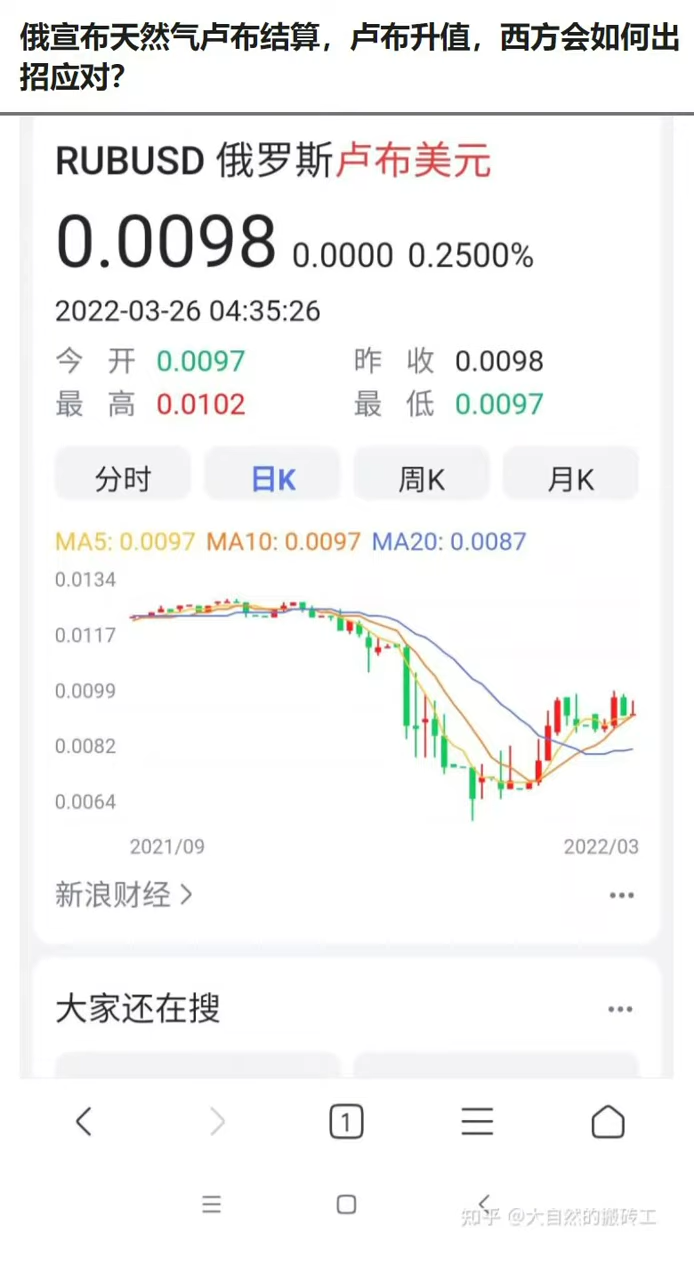 俄宣布天然气卢布结算，卢布升值，西方会如何出
招应对？
RUBUSD 俄罗斯卢布美元
0.0098 0.0000 0.2500%
2022-03-26 04:35:26
今 开 0.0097 昨 收 0.0098
最 高 0.0102 最 低 0.0097
分时 日K 周K 月K
MA5: 0.0097 MA10: 0.0097 MA20: 0.0087
0.0134
0.0117
0.0099
0.0082
0.0064
2021/09 2022/03
新浪财经
大家还在搜
1
知乎 @大自然的搬砖工